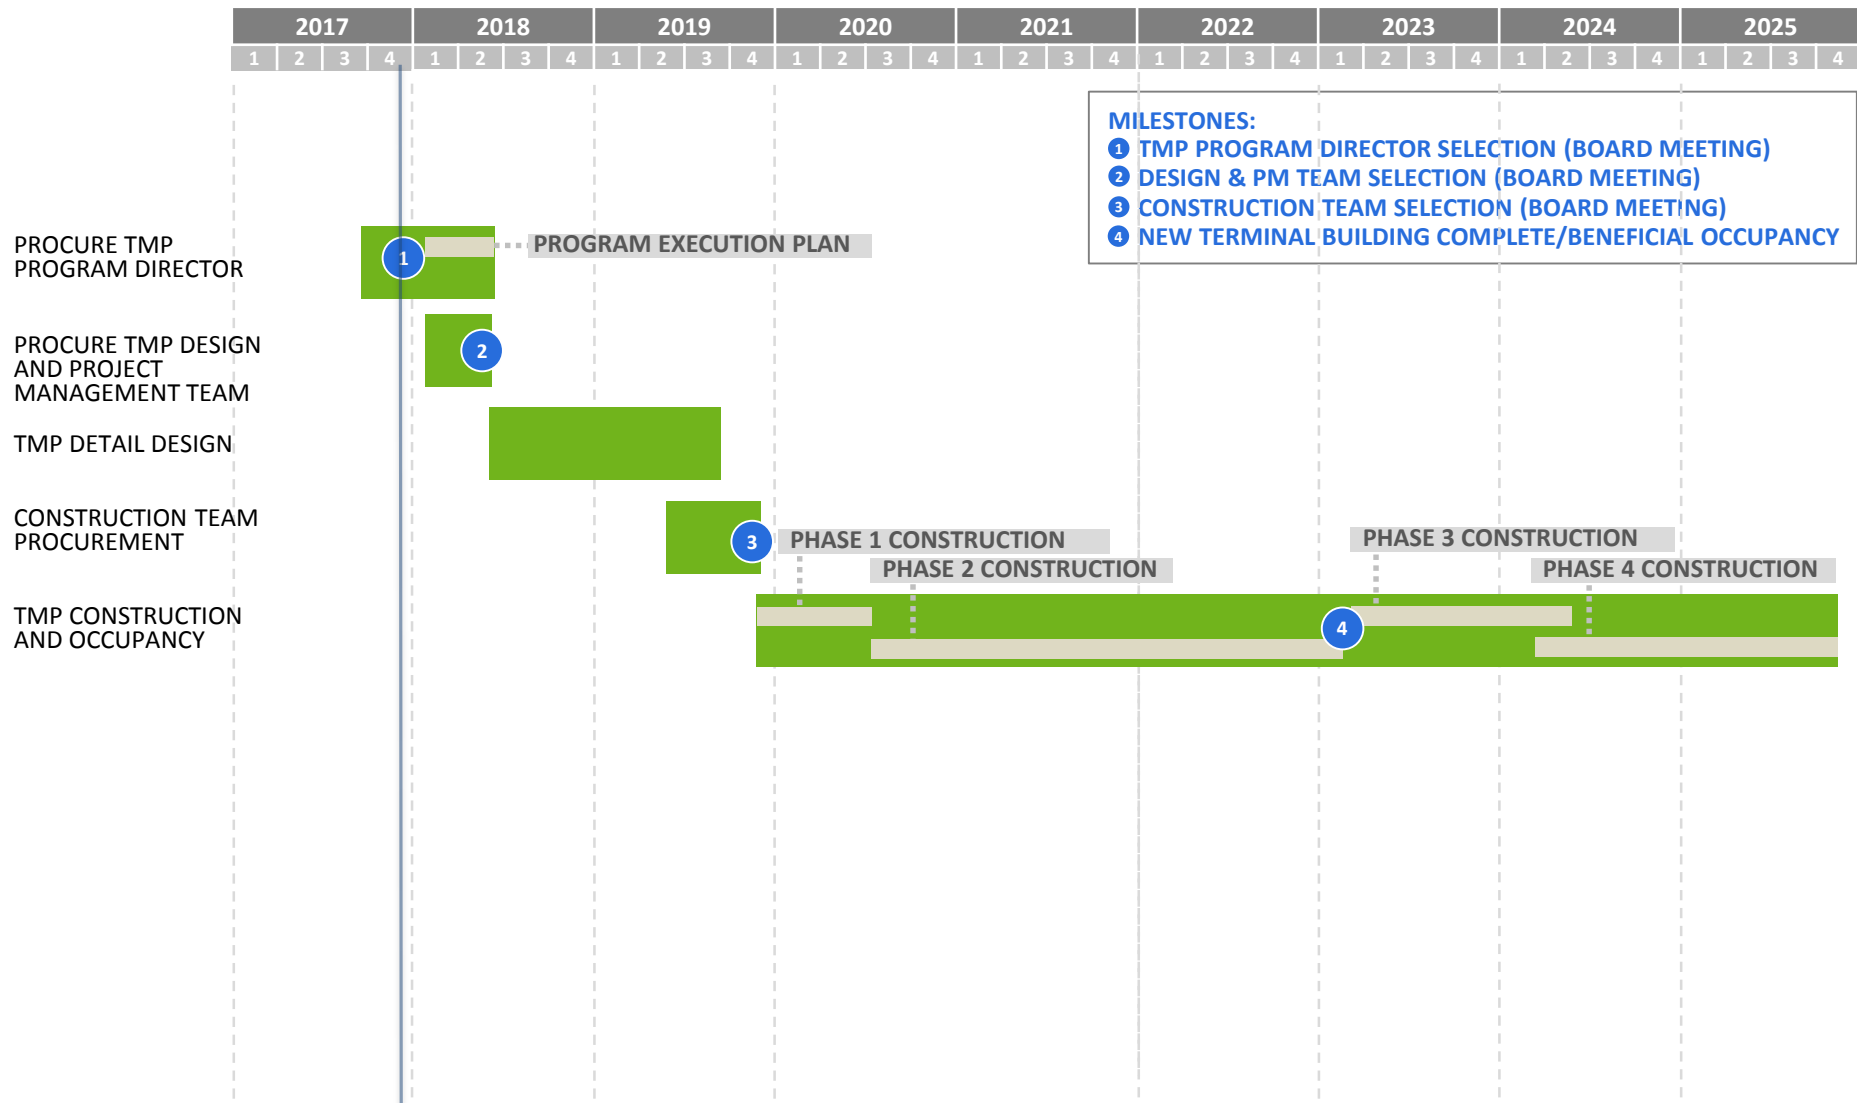 2017 2018 2019 2020 2021 2022 2023 2024 2025
1 2 3 4 1 2 3 4 1 2 3 4 1 2 3 4 1 2 3 4 1 2 3 4 1 2 3 4 1 2 3 4 1 2 3 4
MILESTONES:
1 TMP PROGRAM DIRECTOR SELECTION (BOARD MEETING)
2 DESIGN & PM TEAM SELECTION (BOARD MEETING)
3 CONSTRUCTION TEAM SELECTION (BOARD MEETING)
4 NEW TERMINAL BUILDING COMPLETE/BENEFICIAL OCCUPANCY
PROCURE TMP
PROGRAM DIRECTOR
1
PROGRAM EXECUTION PLAN
PROCURE TMP DESIGN
AND PROJECT
MANAGEMENT TEAM
2
TMP DETAIL DESIGN
CONSTRUCTION TEAM
PROCUREMENT
3
PHASE 1 CONSTRUCTION
PHASE 2 CONSTRUCTION
PHASE 3 CONSTRUCTION
PHASE 4 CONSTRUCTION
TMP CONSTRUCTION
AND OCCUPANCY
4